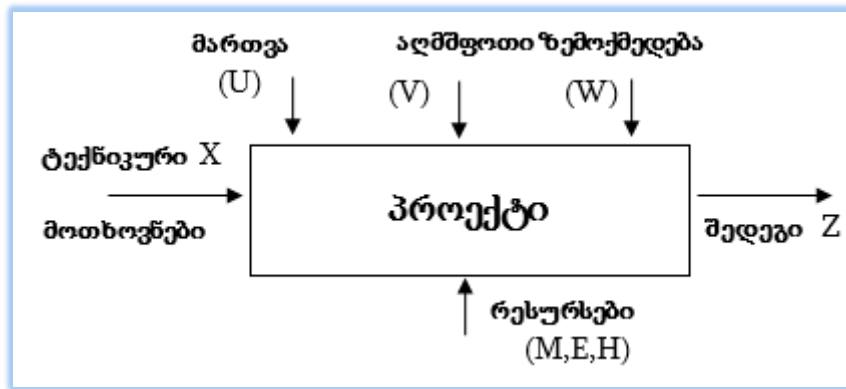 მართვა
(U)
აღმშფოთი ზემოქმედება
(V) (W)
ტექნიკური X
მოთხოვნები
პროექტი
შედეგი Z
რესურსები
(M,E,H)